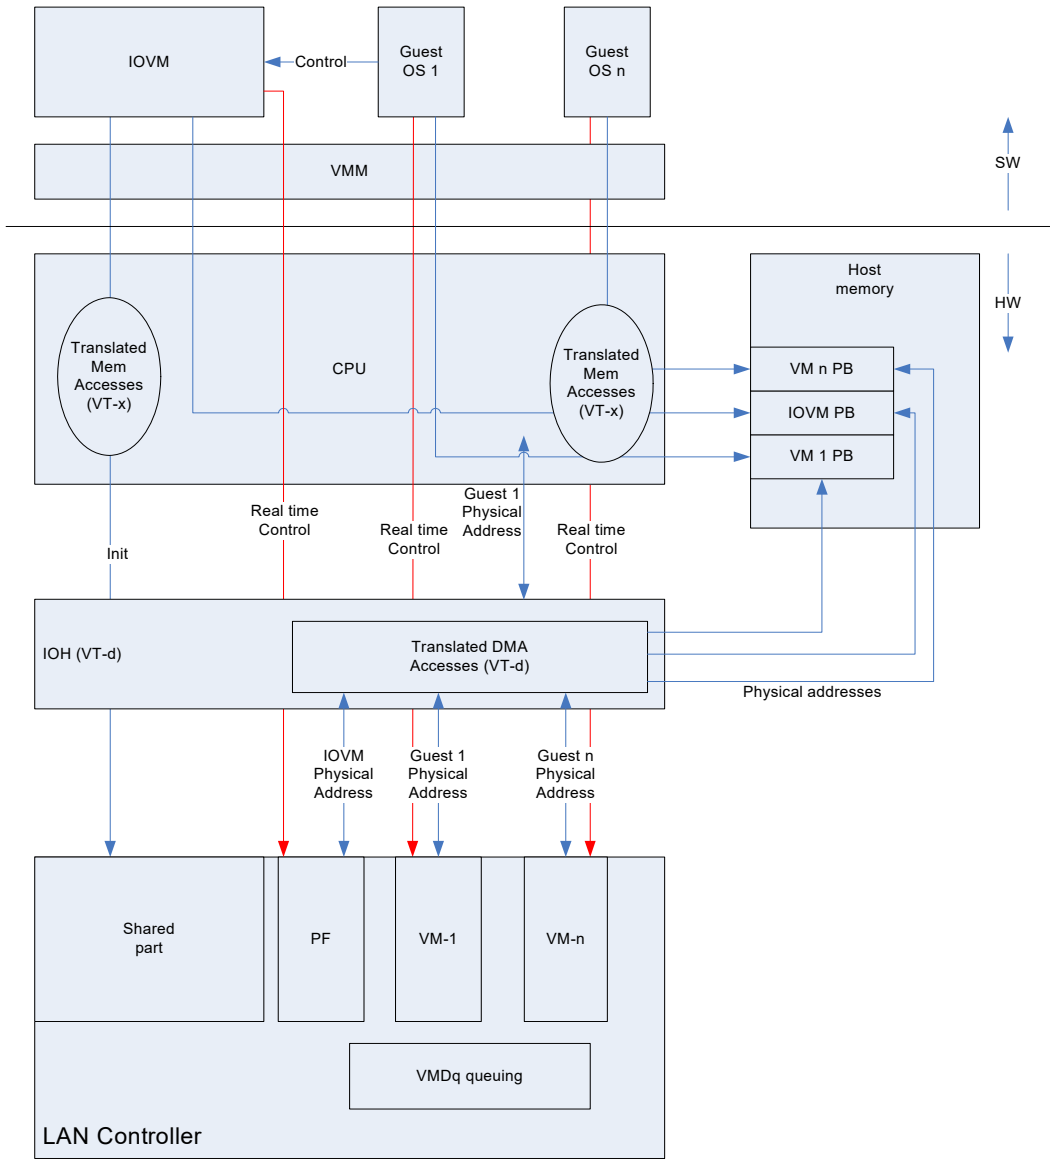 IOVM
Control
Guest
OS 1
Guest
OS n
VMM
SW
HW
Host
memory
Translated
Mem
Accesses
(VT-x)
CPU
Translated
Mem
Accesses
(VT-x)
VM n PB
IOVM PB
VM 1 PB
Guest 1
Physical
Address
Real time
Control
Real time
Control
Real time
Control
Init
IOH (VT-d)
Translated DMA
Accesses (VT-d)
Physical addresses
IOVM
Physical
Address
Guest 1
Physical
Address
Guest n
Physical
Address
Shared
part
PF
VM-1
VM-n
VMDq queuing
LAN Controller